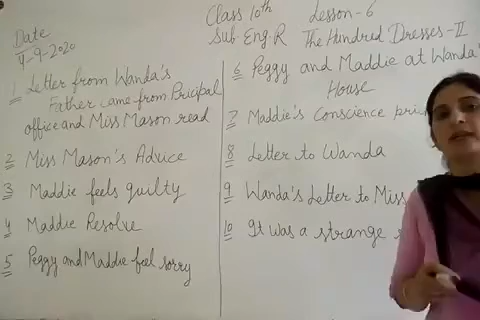 Date
4-9-2020
Class 10th Lesson-6
Sub-Eng.R The Hundred Dresses-II
1 Letter from Wanda's
Father came from Pricipal
office and Miss Mason read
2 Miss Mason's Advice
3 Maddie feels guilty
4 Maddie Resolve
5 Peggy and Maddie feel sorry
6 Peggy and Maddie at Wanda's
House
7 Maddie's Conscience
8 Letter to Wanda
9 Wanda's Letter to Miss
10 It was a strange